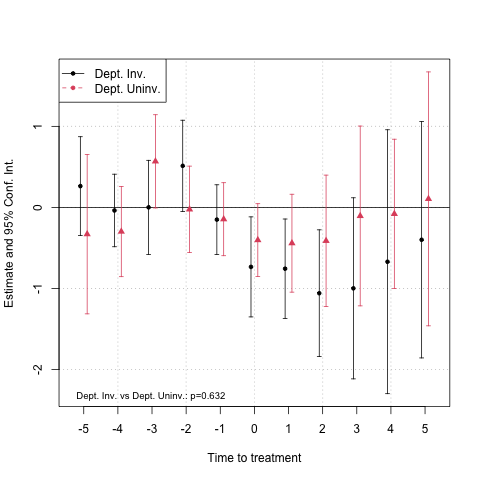 Dept. Inv.
Dept. Uninv.
Estimate and 95% Conf. Int.
1
0
-1
-2
Dept. Inv. vs Dept. Uninv.: p=0.632
-5 -4 -3 -2 -1 0 1 2 3 4 5
Time to treatment